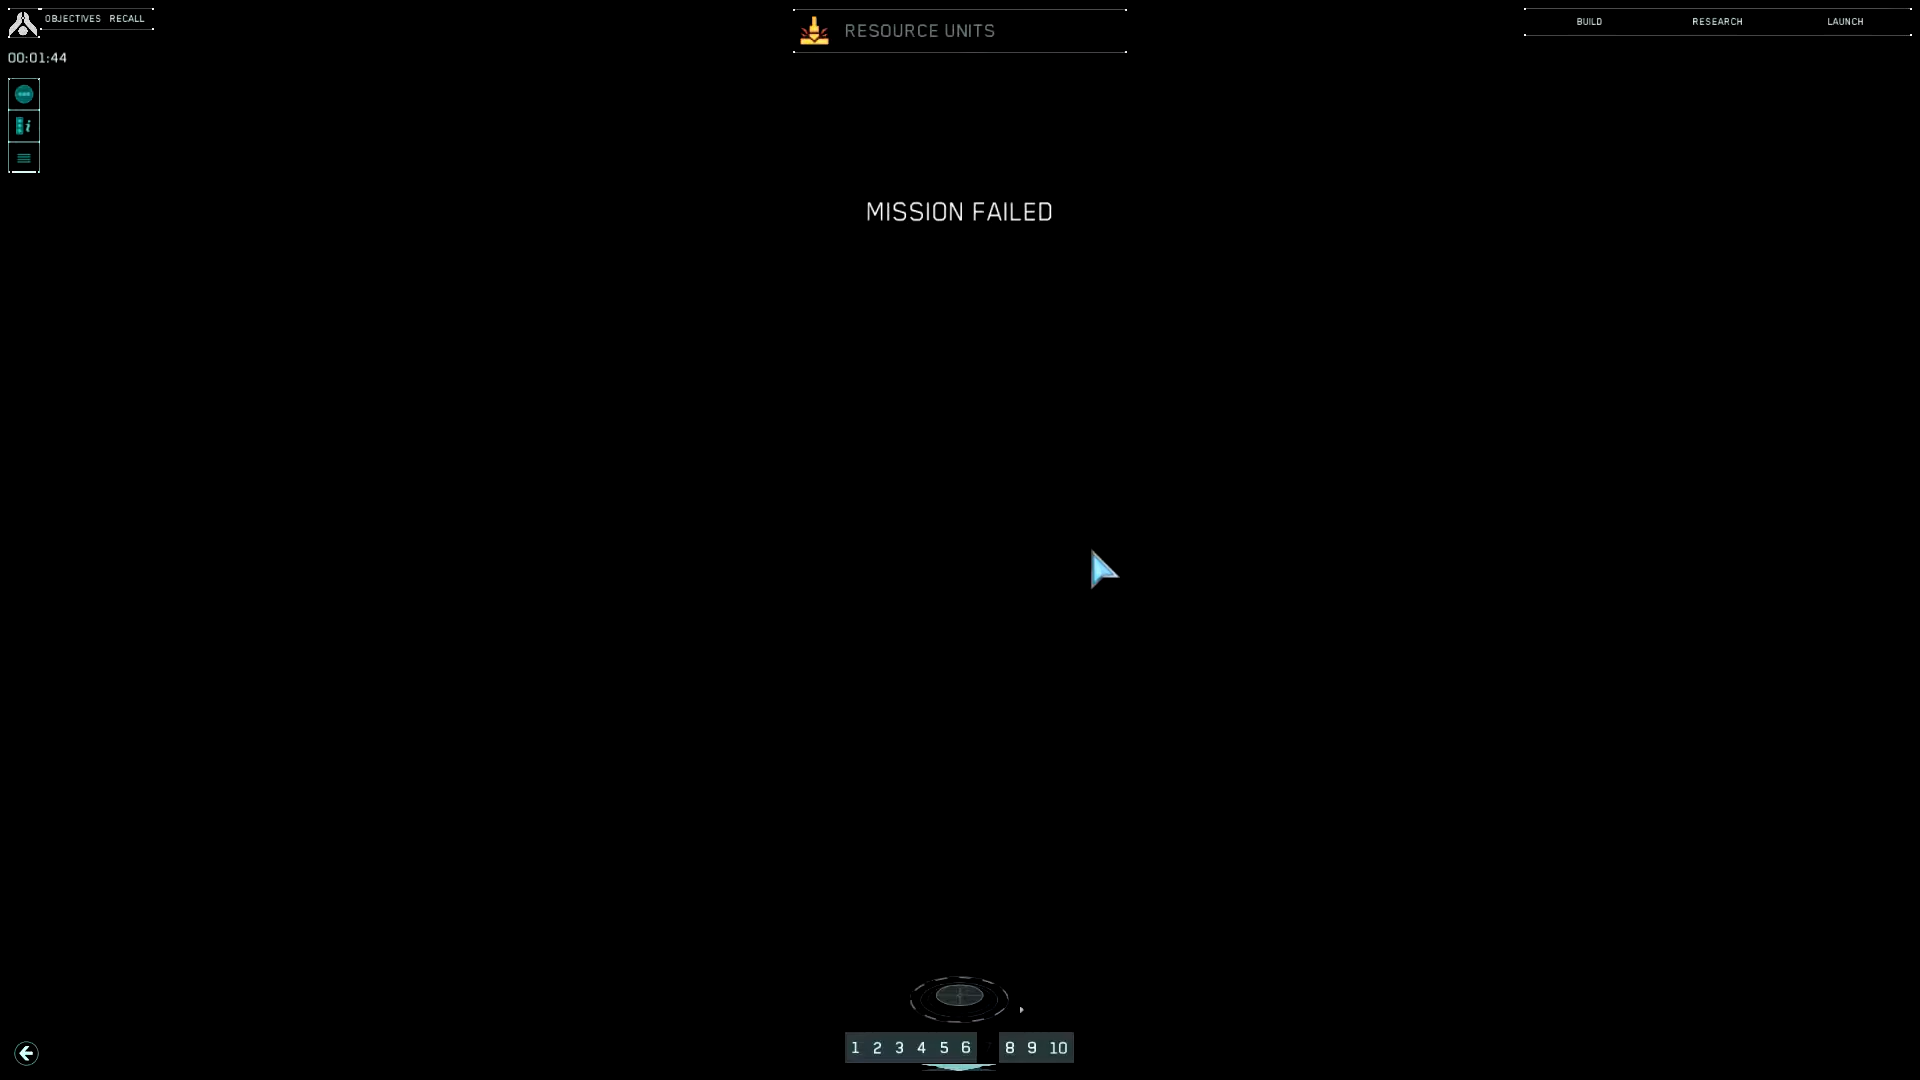 OBJECTIVES RECALL
RESOURCE UNITS
BUILD RESEARCH LAUNCH
00:01:44
i
MISSION FAILED
1 2 3 4 5 6 8 9 10